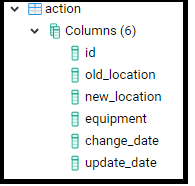 action
Columns (6)
id
old_location
new_location
equipment
change_date
update_date